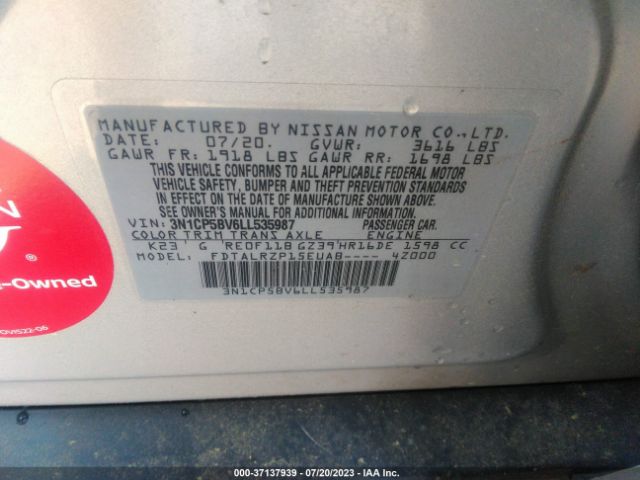 MANUFACTURED BY NISSAN MOTOR CO.,LTD.
DATE: 07/20. GVWR: 3616 LBS
GAWR FR: 1918 LBS GAWR RR: 1698 LBS
THIS VEHICLE CONFORMS TO ALL APPLICABLE FEDERAL MOTOR
VEHICLE SAFETY, BUMPER AND THEFT PREVENTION STANDARDS
IN EFFECT ON THE DATE OF MANUFACTURE SHOWN ABOVE.
SEE OWNER'S MANUAL FOR ADDITIONAL INFORMATION.
VIN: 3N1CP5BV6LL535987 PASSENGER CAR.
COLOR TRIM TRANS AXLE ENGINE
K23 G RE0F11B GZ39 HR16DE 1598 CC
MODEL: FDTALRZP15EUAB---- 4Z000
3N1CP5BV6LL535987
N
-Owned
000-37137939 / 07/20/2023 - IAA Inc.